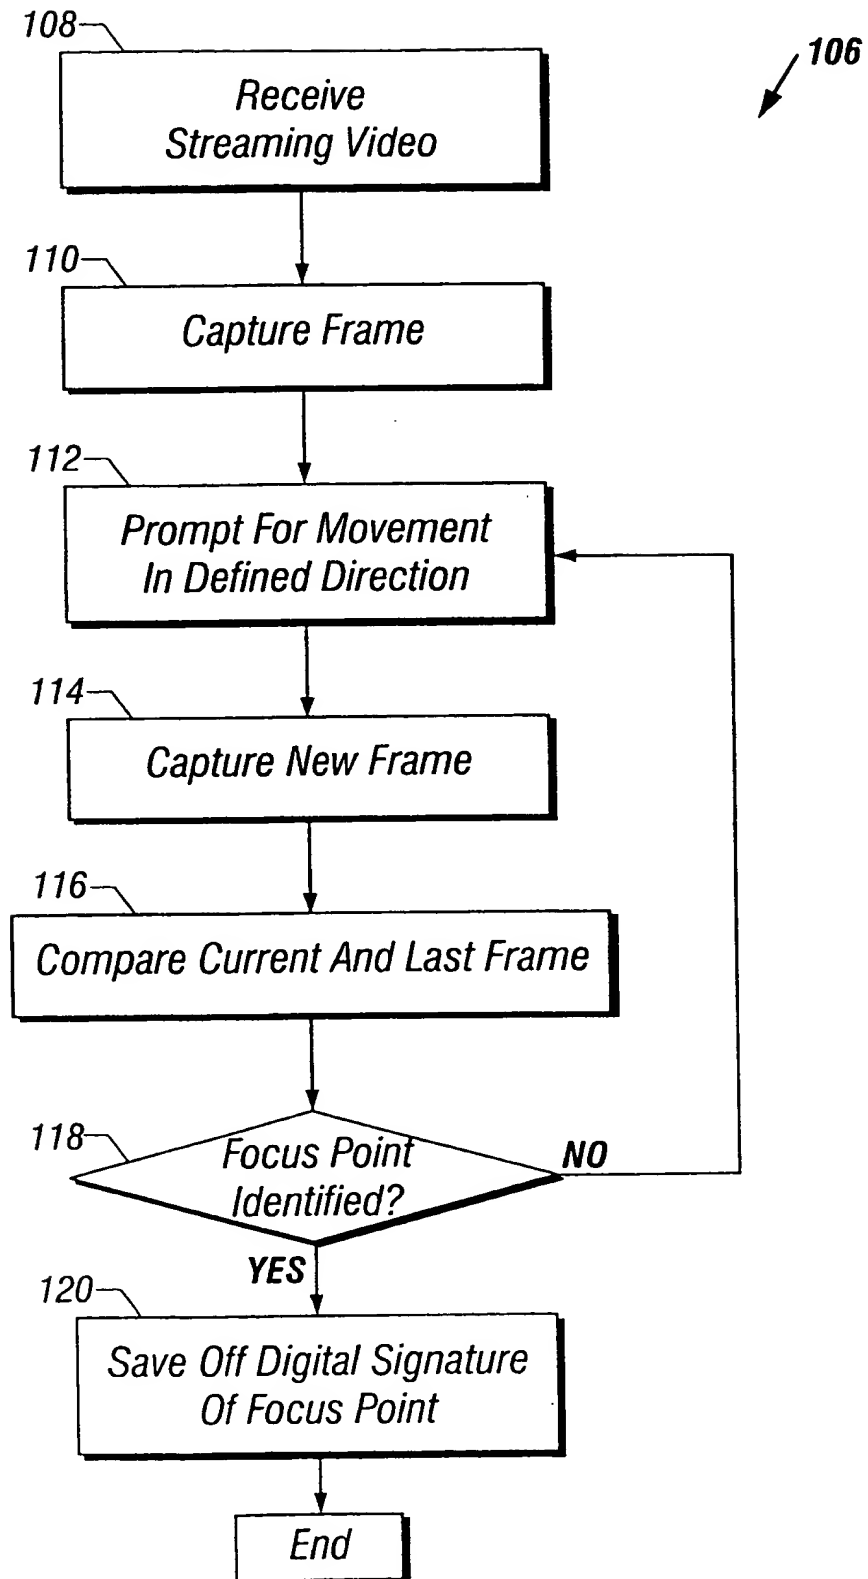 108
106
Receive
Streaming Video
110
Capture Frame
112
Prompt For Movement
In Defined Direction
114
Capture New Frame
116
Compare Current And Last Frame
118
Focus Point
Identified?
NO
YES
120
Save Off Digital Signature
Of Focus Point
End